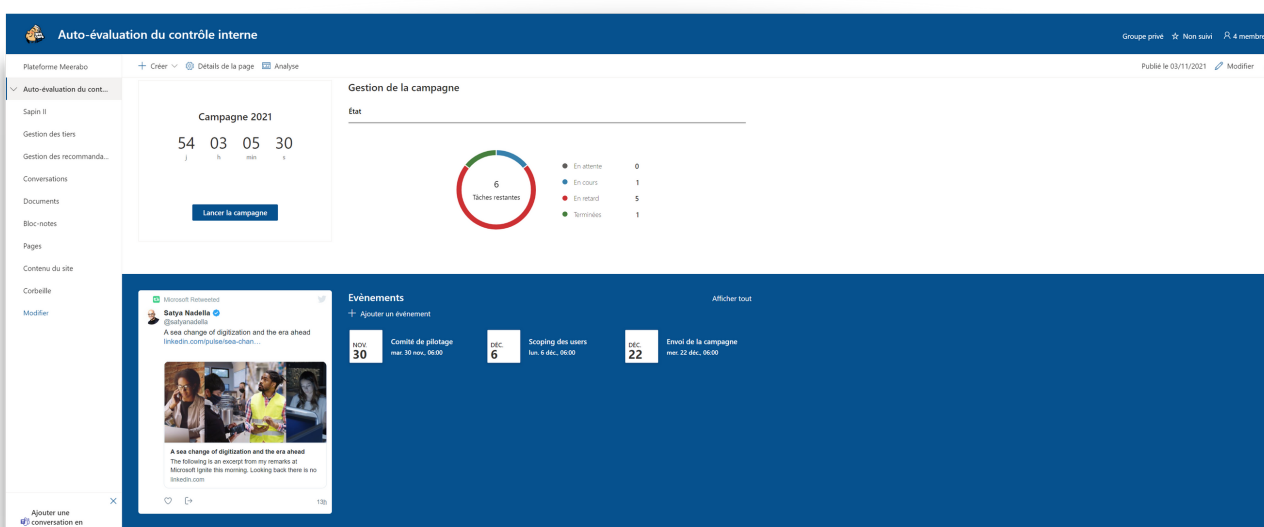 Auto-évaluation du contrôle interne
Groupe privé ☆ Non suivi 4 membre
Plateforme Meerabo
+ Créer Détails de la page Analyse
Publié le 03/11/2021 Modifier
Auto-évaluation du cont...
Sapin II
Gestion des tiers
Gestion des recommanda...
Conversations
Documents
Bloc-notes
Pages
Contenu du site
Corbeille
Modifier
Ajouter une
conversation en
Campagne 2021
54 03 05 30
j h min s
Lancer la campagne
Gestion de la campagne
État
6
Tâches restantes
En attente 0
En cours 1
En retard 5
Terminées 1
Microsoft Retweeted
Satya Nadella
@satyanadella
A sea change of digitization and the era ahead
linkedin.com/pulse/sea-chan…
A sea change of digitization and the era ahead
The following is an excerpt from my remarks at
Microsoft Ignite this morning. Looking back there is no
linkedin.com
13h
Evènements
Afficher tout
+ Ajouter un événement
NOV. 30
Comité de pilotage
mar. 30 nov., 06:00
DÉC. 6
Scoping des users
lun. 6 déc., 06:00
DÉC. 22
Envoi de la campagne
mer. 22 déc., 06:00